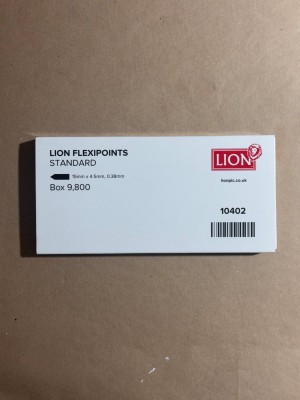 LION FLEXIPOINTS
STANDARD
15mm x 4.5mm, 0.38mm
Box 9,800
LION
lionpic.co.uk
10402